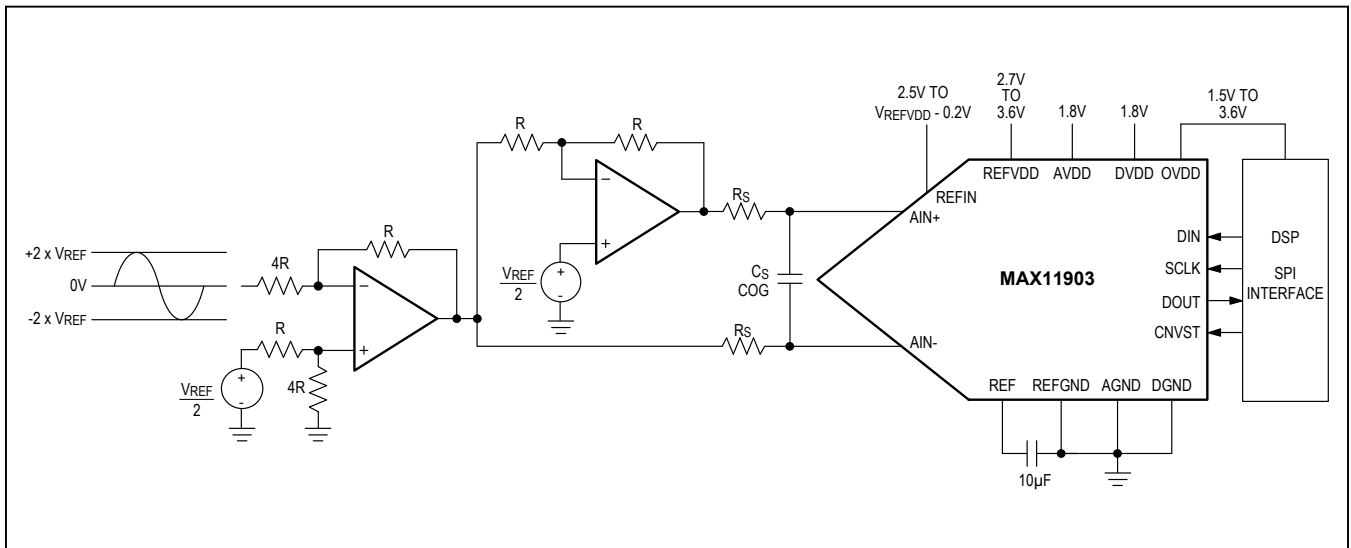 +2 x VREF
0V
-2 x VREF
4R
R
R
4R
VREF
2
R
R
VREF
2
RS
RS
CS
COG
2.5V TO
VREFVDD - 0.2V
2.7V
TO
3.6V
1.8V
1.8V
1.5V TO
3.6V
REFVDD
AVDD
DVDD
OVDD
REFIN
AIN+
AIN-
MAX11903
DIN
SCLK
DOUT
CNVST
DSP
SPI
INTERFACE
REF
REFGND
AGND
DGND
10µF